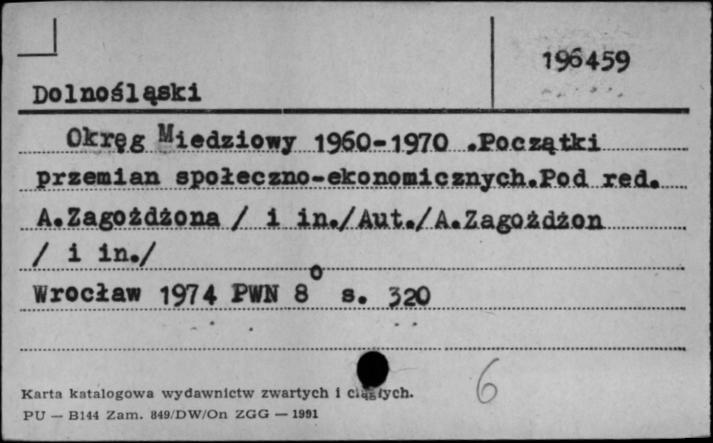 196459
Dolnośląski
Okręg Miedziowy 1960-1970 .Początki
przemian społeczno-ekonomicznych.Pod red.
A.Zagożdżona / i in./Aut./A.Zagożdżon
/ i in./
Wrocław 1974 PWN 8° s. 320
6
Karta katalogowa wydawnictw zwartych i ciągłych.
PU — B144 Zam. 849/DW/On ZGG — 1991